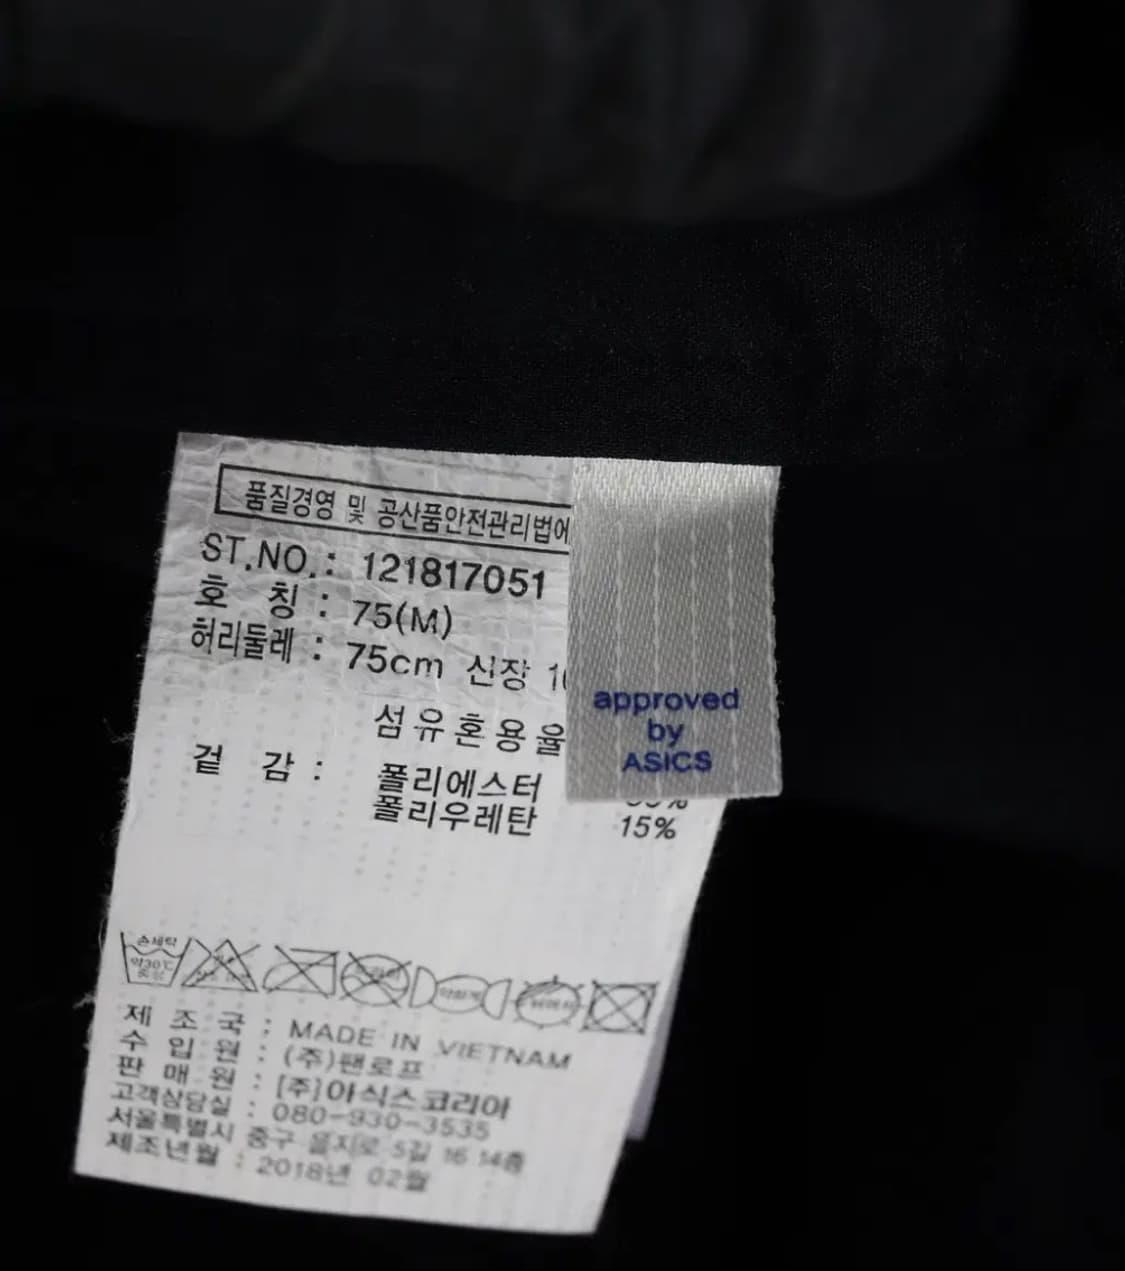 품질경영 및 공산품안전관리법에
ST.NO.: 121817051
호 칭 : 75(M)
허리둘레 : 75cm 신장
섬유혼용율
겉 감 : 폴리에스터
폴리우레탄 15%
approved
by
ASICS
손세탁
약30℃
중성
제 조 국 : MADE IN VIETNAM
수 입 원 : (주)팬로프
판 매 원 : [주]아식스코리아
고객상담실 : 080-930-3535
서울특별시 중구 을지로 5길 16 14층
제조년월 : 2018년 02월